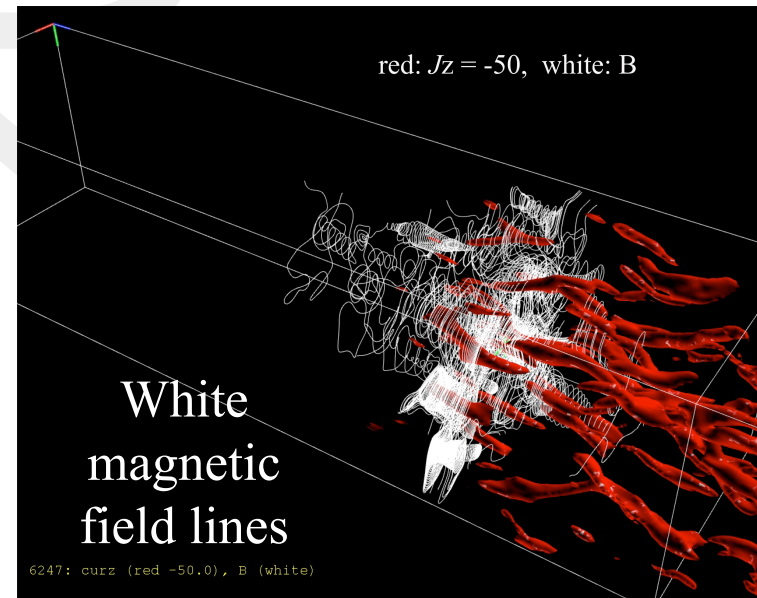 red: Jz = -50, white: B
White
magnetic
field lines
6247: curz (red -50.0), B (white)